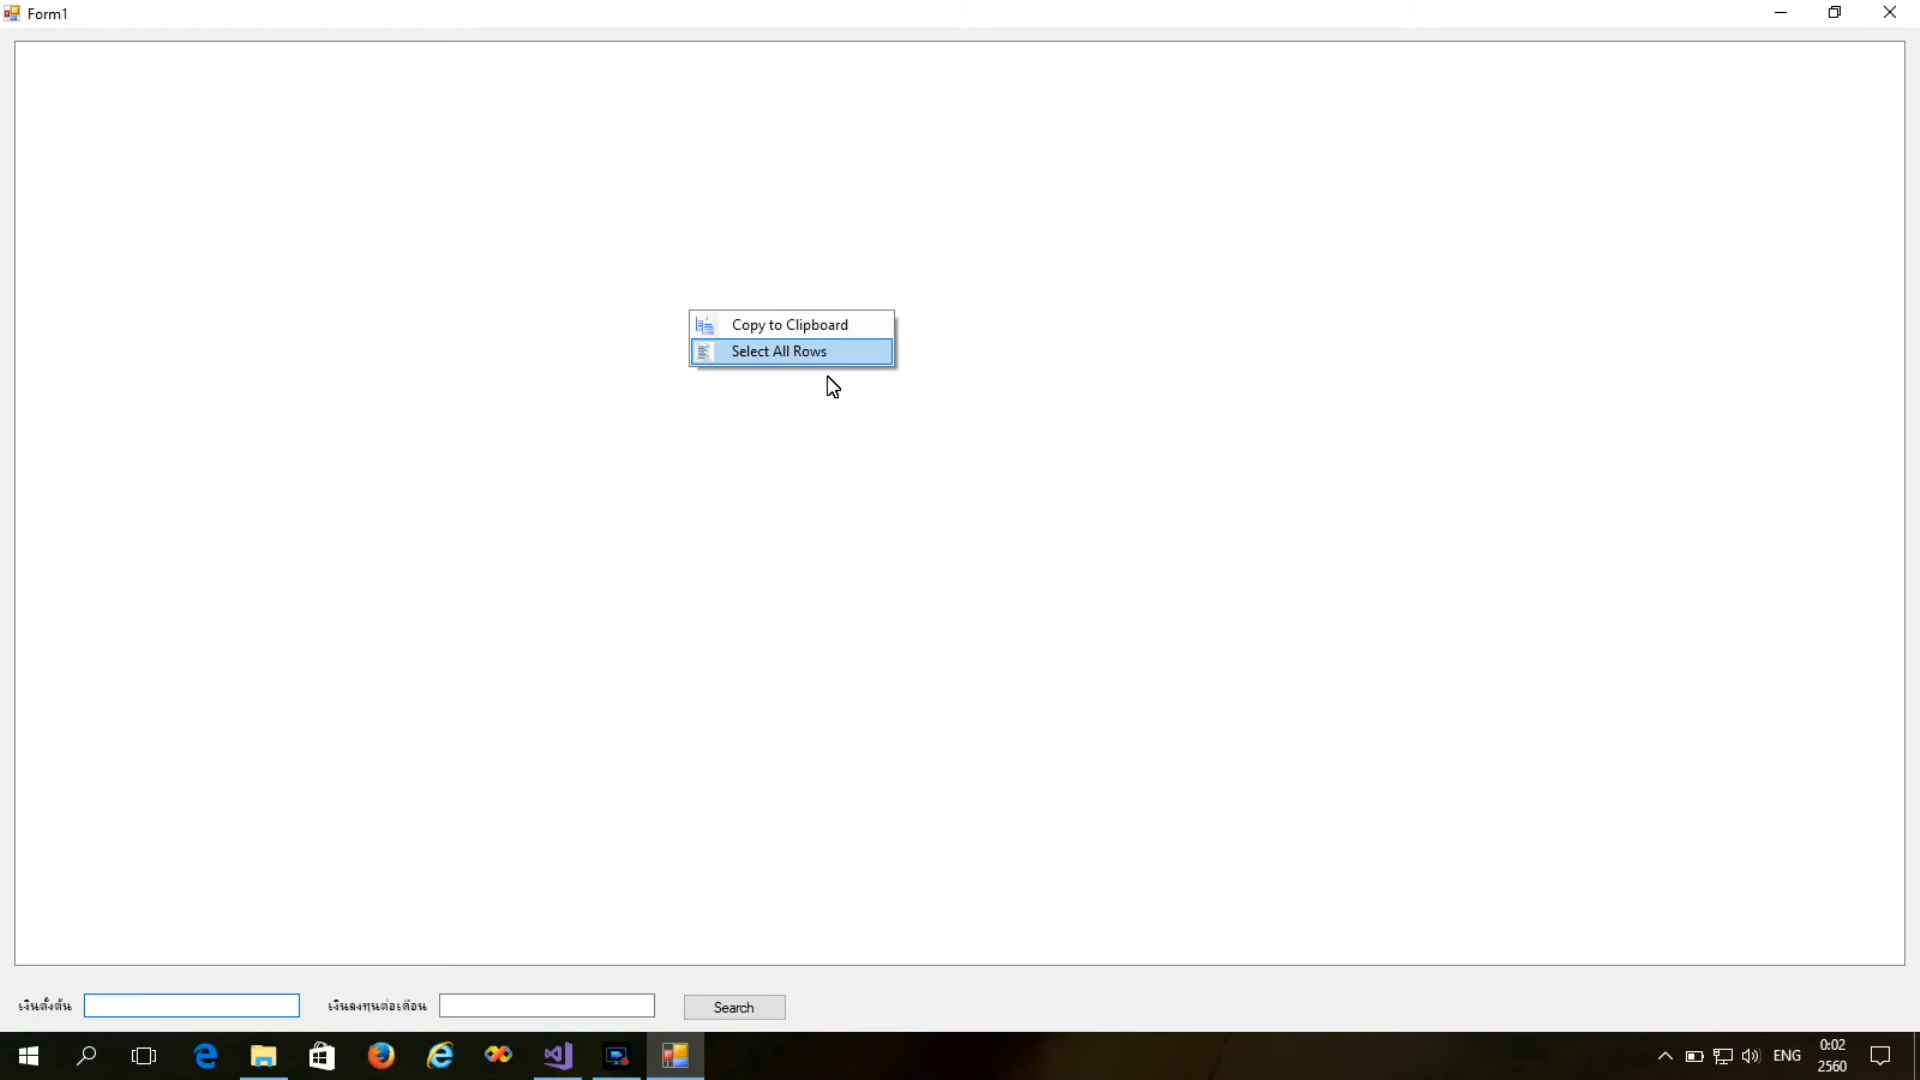 Form1
Copy to Clipboard
Select All Rows
เงินตั้งต้น
เงินลงทุนต่อเดือน
Search
ENG
0:02
2560